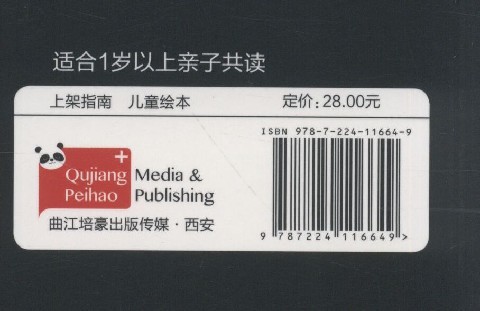 适合1岁以上亲子共读
上架指南 儿童绘本 定价：28.00元
ISBN 978-7-224-11664-9
Qujiang Media &
Peihao Publishing
曲江培豪出版传媒·西安
9 787224 116649 >